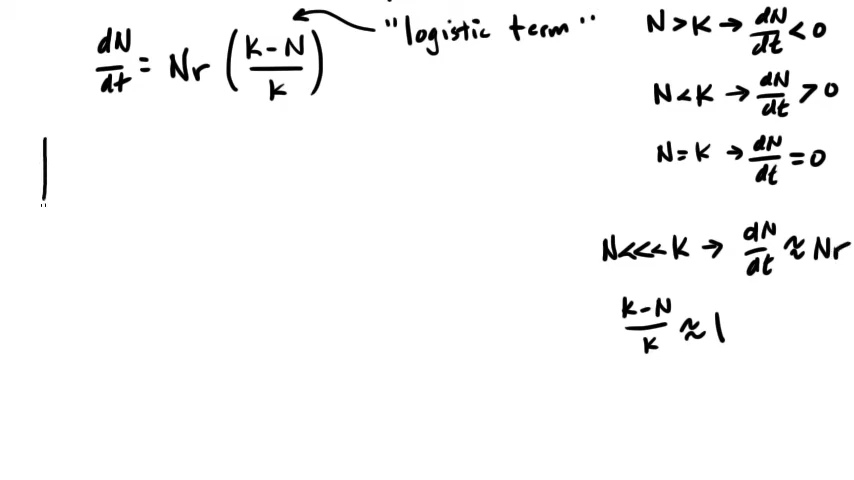 dN/dt = Nr (K-N/K)
"logistic term"
N > K → dN/dt < 0
N < K → dN/dt > 0
N = K → dN/dt = 0
N <<< K → dN/dt ≈ Nr
K-N/K ≈ 1